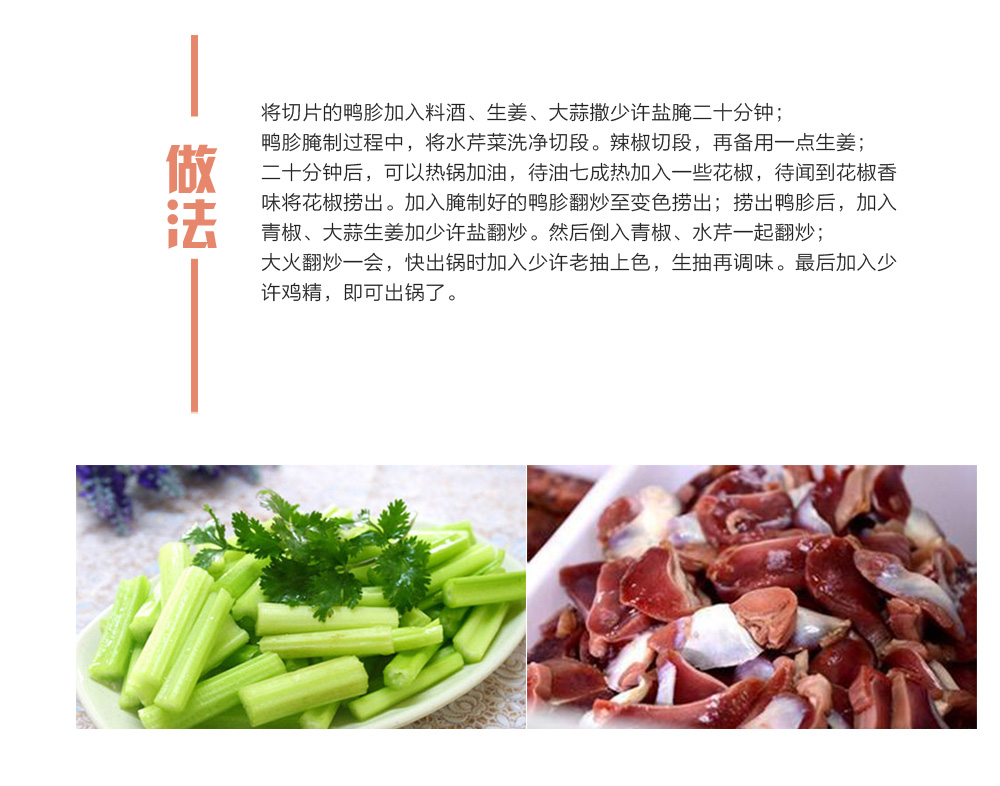 做法
将切片的鸭胗加入料酒、生姜、大蒜撒少许盐腌二十分钟；
鸭胗腌制过程中，将水芹菜洗净切段。辣椒切段，再备用一点生姜；
二十分钟后，可以热锅加油，待油七成热加入一些花椒，待闻到花椒香
味将花椒捞出。加入腌制好的鸭胗翻炒至变色捞出；捞出鸭胗后，加入
青椒、大蒜生姜加少许盐翻炒。然后倒入青椒、水芹一起翻炒；
大火翻炒一会，快出锅时加入少许老抽上色，生抽再调味。最后加入少
许鸡精，即可出锅了。